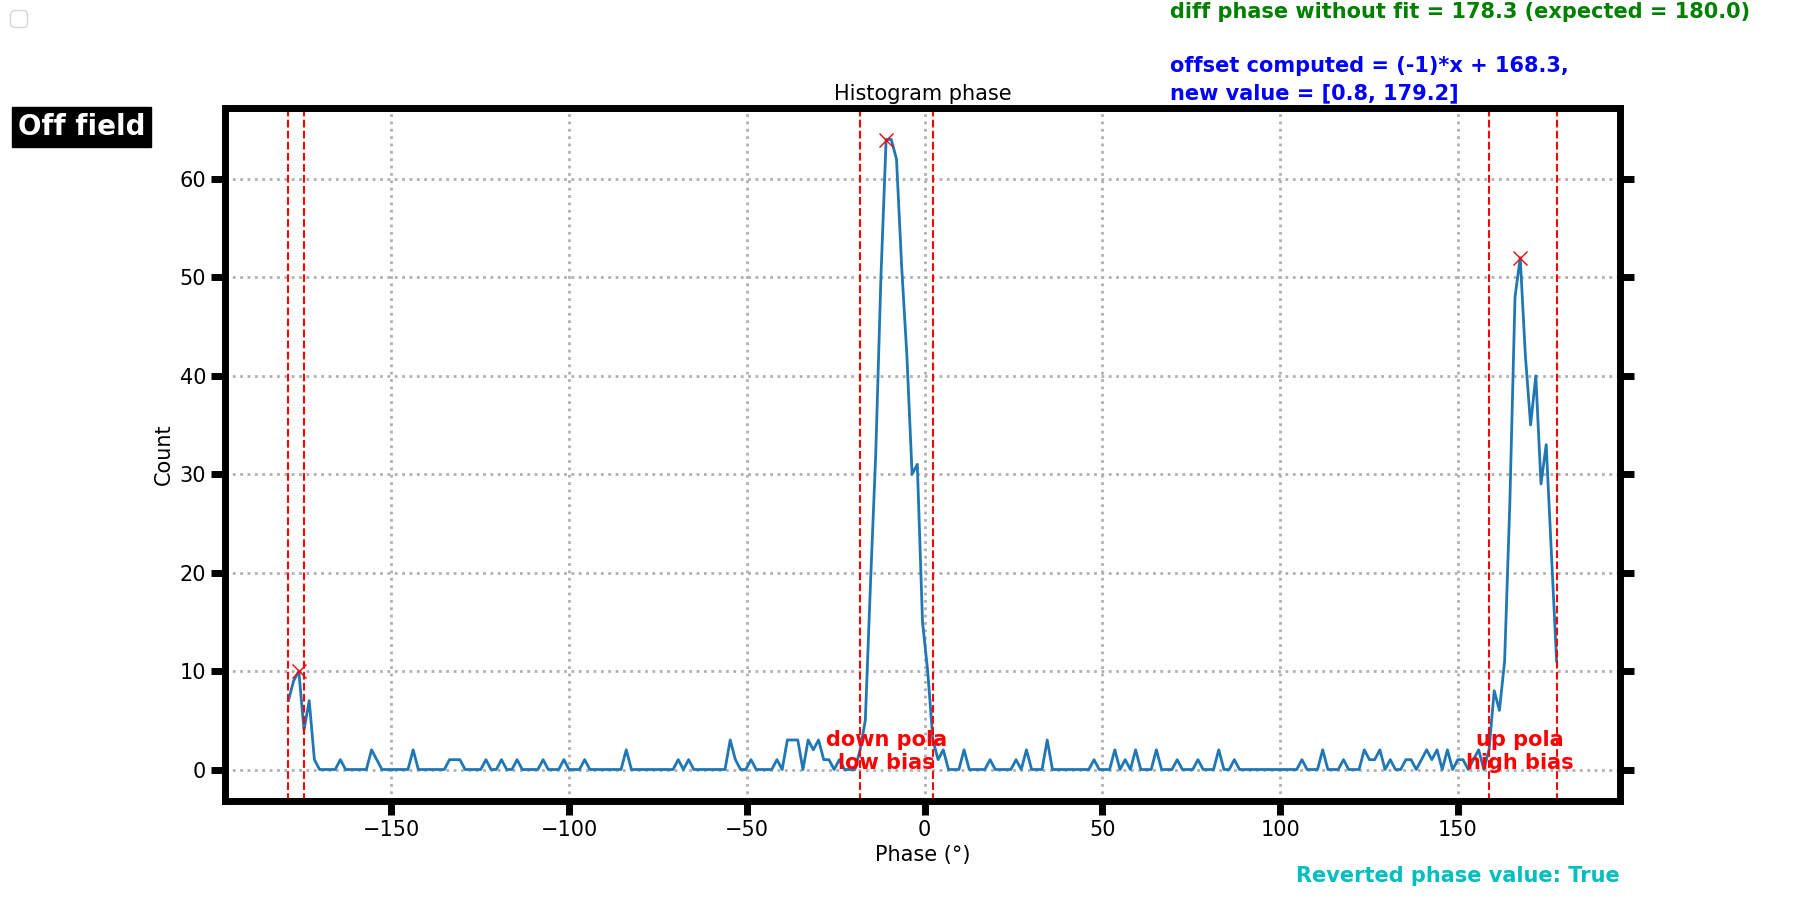 diff phase without fit = 178.3 (expected = 180.0)
offset computed = (-1)*x + 168.3,
new value = [0.8, 179.2]
Histogram phase
Off field
Count
60
50
40
30
20
10
0
down pola
low bias
up pola
high bias
−150
−100
−50
0
50
100
150
Phase (°)
Reverted phase value: True